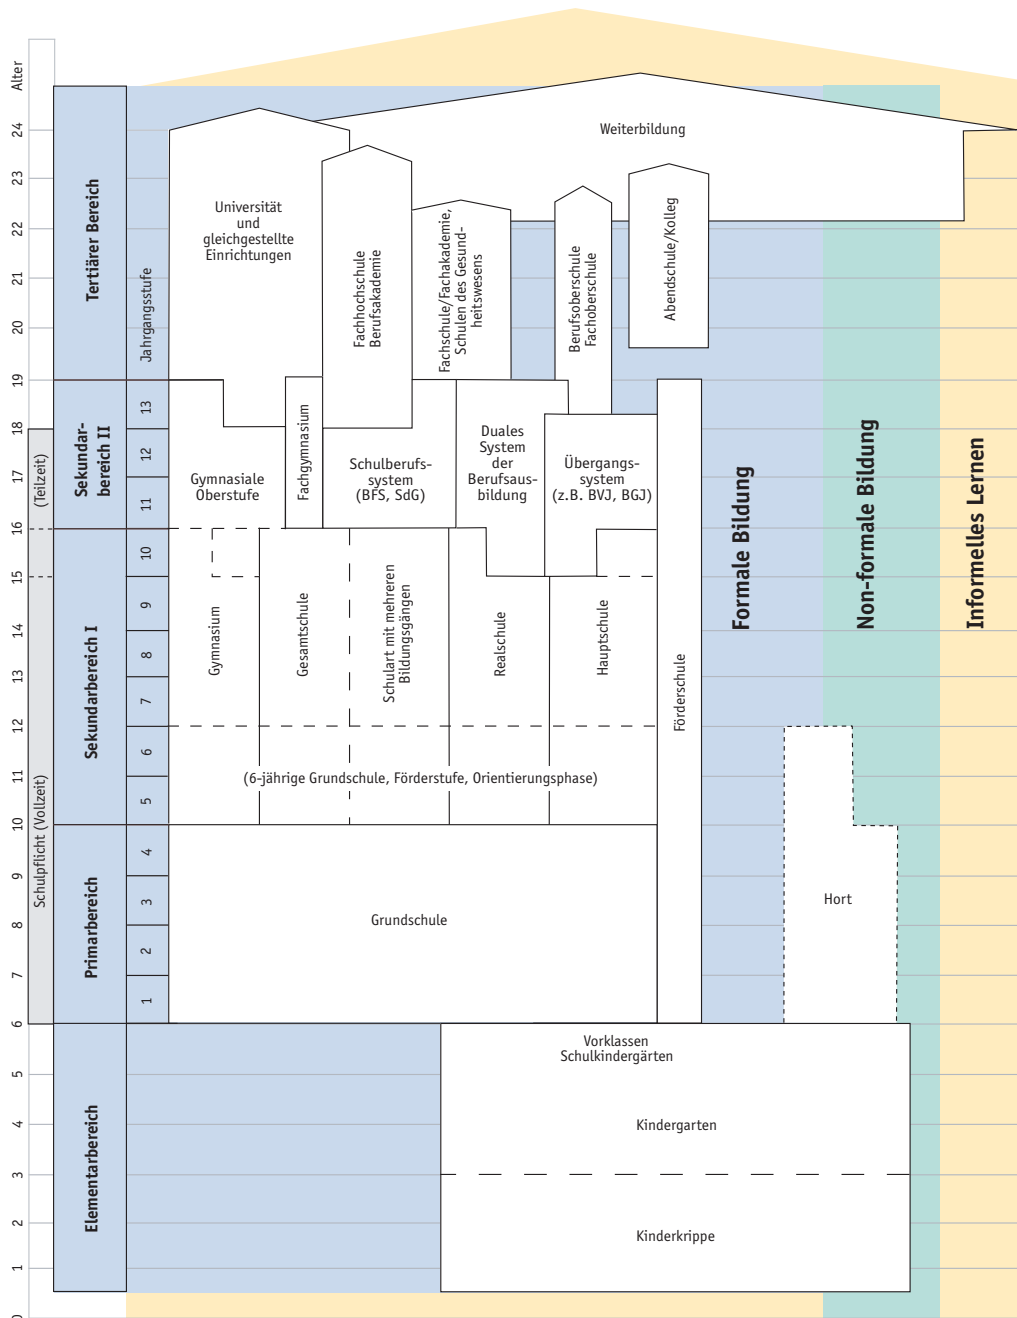 Alter
24
23
22
21
20
19
18
17
16
15
14
13
12
11
10
9
8
7
6
5
4
3
2
1
0
(Teilzeit)
Schulpflicht (Vollzeit)
Tertiärer Bereich
Sekundar-
bereich II
Sekundarbereich I
Primarbereich
Elementarbereich
Jahrgangsstufe
13
12
11
10
9
8
7
6
5
4
3
2
1
Weiterbildung
Universität
und
gleichgestellte
Einrichtungen
Fachhochschule
Berufsakademie
Fachschule/Fachakademie,
Schulen des Gesund-
heitswesens
Berufsoberschule
Fachoberschule
Abendschule/Kolleg
Gymnasiale
Oberstufe
Fachgymnasium
Schulberufs-
system
(BFS, SdG)
Duales
System
der
Berufsaus-
bildung
Übergangs-
system
(z.B. BVJ, BGJ)
Gymnasium
Gesamtschule
Schulart mit mehreren
Bildungsgängen
Realschule
Hauptschule
Förderschule
(6-jährige Grundschule, Förderstufe, Orientierungsphase)
Grundschule
Hort
Vorklassen
Schulkindergärten
Kindergarten
Kinderkrippe
Formale Bildung
Non-formale Bildung
Informelles Lernen